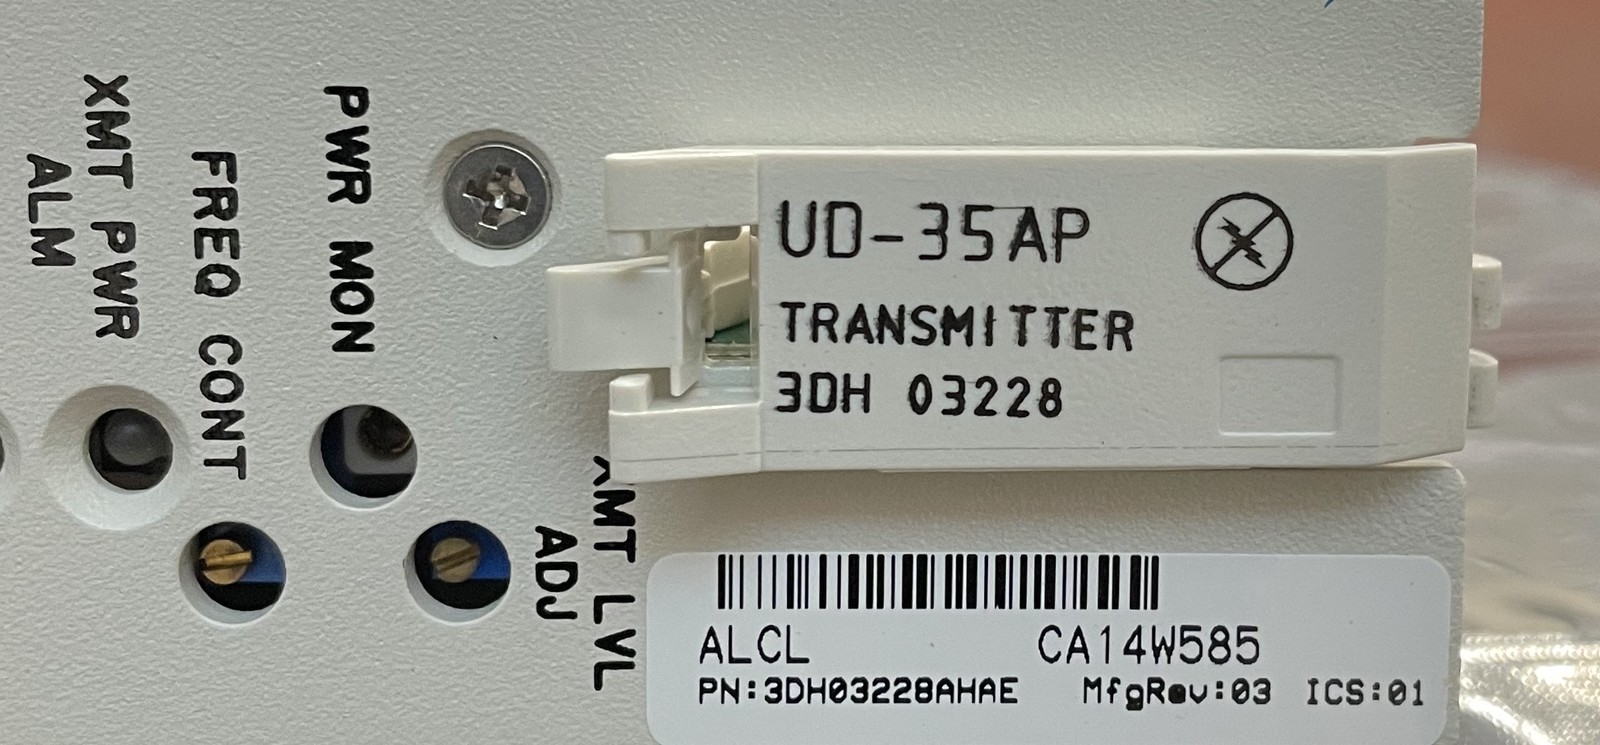 XMT PWR
ALM
FREQ CONT
PWR MON
XMT LVL
ADJ
UD-35AP
TRANSMITTER
3DH 03228
ALCL CA14W585
PN:3DH03228AHAE MfgRev:03 ICS:01